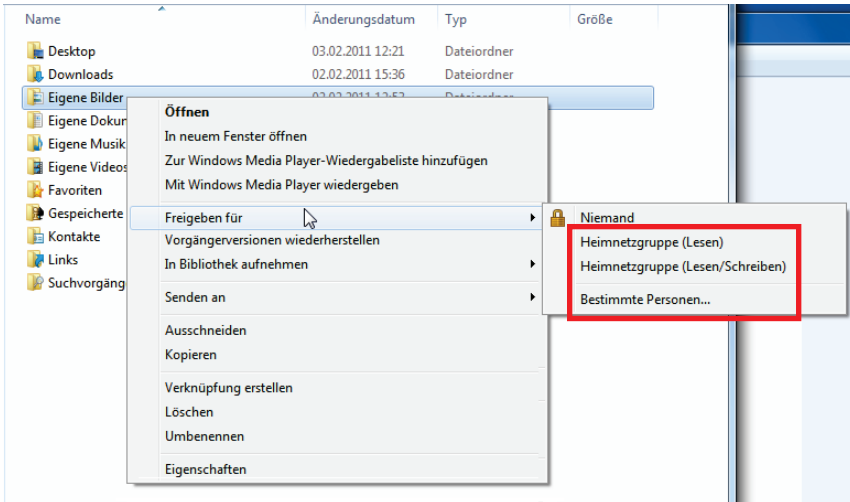 Name Änderungsdatum Typ Größe
Desktop 03.02.2011 12:21 Dateiordner
Downloads 02.02.2011 15:36 Dateiordner
Eigene Bilder
Eigene Dokum
Eigene Musik
Eigene Videos
Favoriten
Gespeicherte
Kontakte
Links
Suchvorgäng
Öffnen
In neuem Fenster öffnen
Zur Windows Media Player-Wiedergabeliste hinzufügen
Mit Windows Media Player wiedergeben
Freigeben für
Vorgängerversionen wiederherstellen
In Bibliothek aufnehmen
Senden an
Ausschneiden
Kopieren
Verknüpfung erstellen
Löschen
Umbenennen
Eigenschaften
Niemand
Heimnetzgruppe (Lesen)
Heimnetzgruppe (Lesen/Schreiben)
Bestimmte Personen...